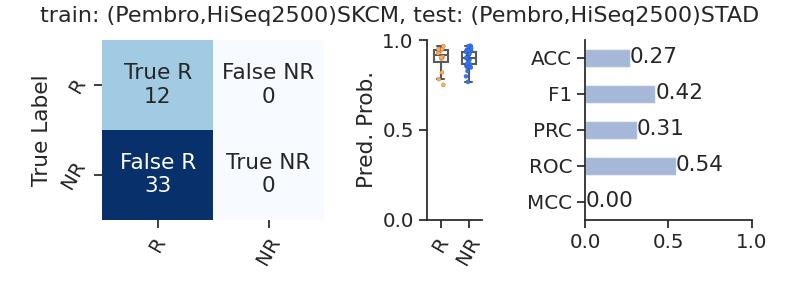 train: (Pembro,HiSeq2500)SKCM, test: (Pembro,HiSeq2500)STAD
True Label
R
NR
True R
12
False NR
0
False R
33
True NR
0
R
NR
Pred. Prob.
1.0
0.5
0.0
R
NR
ACC
0.27
F1
0.42
PRC
0.31
ROC
0.54
MCC
0.00
0.0
0.5
1.0